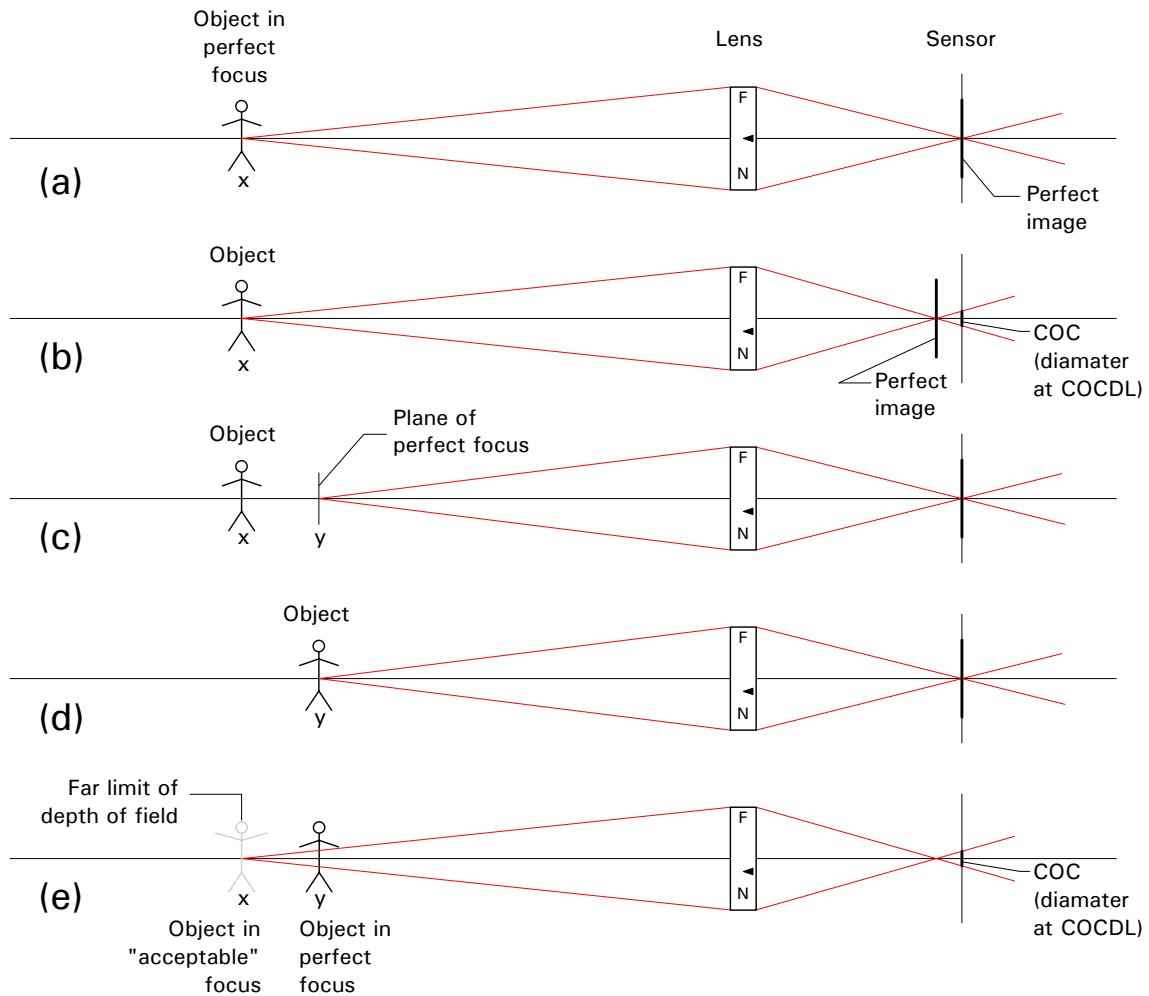 Object in
perfect
focus
Lens
Sensor
F
N
x
(a)
Perfect
image
Object
F
N
x
(b)
COC
(diamater
at COCDL)
Perfect
image
Object
Plane of
perfect focus
F
N
x
y
(c)
Object
F
N
y
(d)
Far limit of
depth of field
F
N
x
y
(e)
COC
(diamater
at COCDL)
Object in
"acceptable"
focus
Object in
perfect
focus